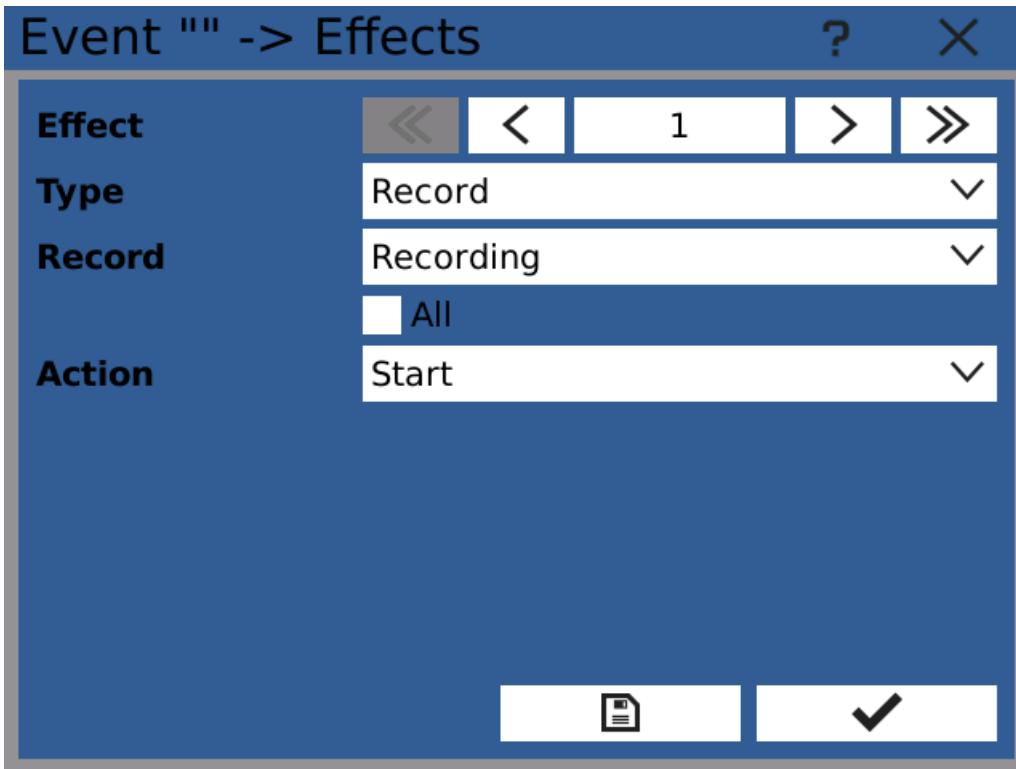 Event "" -> Effects ?
Effect 1
Type Record
Record Recording
All
Action Start